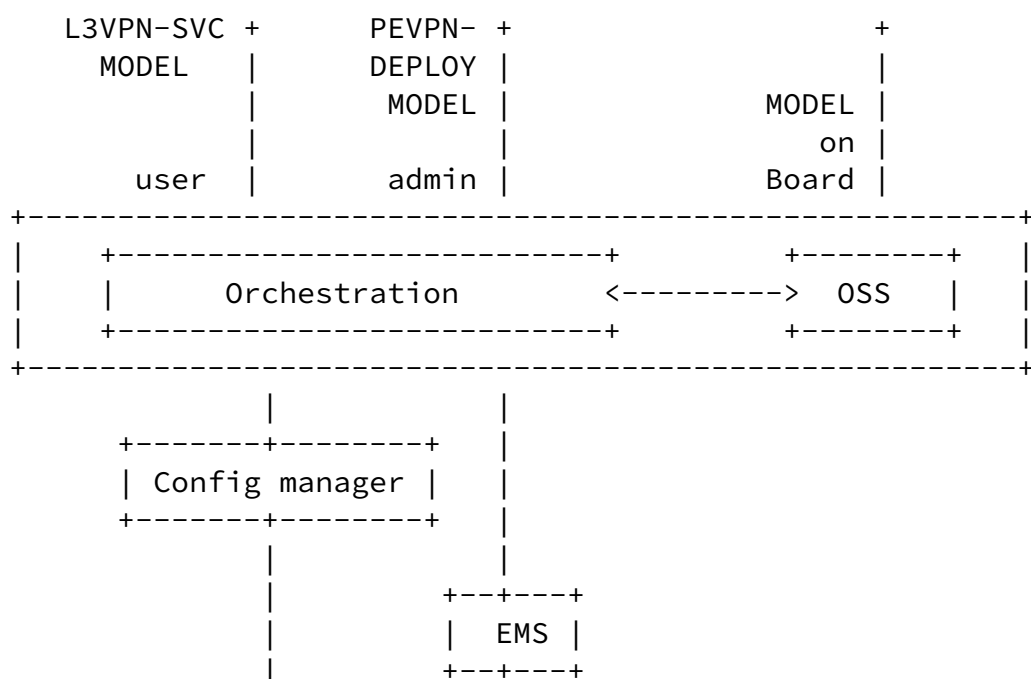 L3VPN-SVC + PEVPN- + +
MODEL | DEPLOY | |
| MODEL | MODEL |
| | on |
user | admin | Board |
+-------------------------------------------------------+
| +---------------------------+ +--------+ |
| | Orchestration <---------> OSS | |
| +---------------------------+ +--------+ |
+-------------------------------------------------------+
| |
+-------+--------+ |
| Config manager | |
+-------+--------+ |
| |
| +--+---+
| | EMS |
| +--+---+